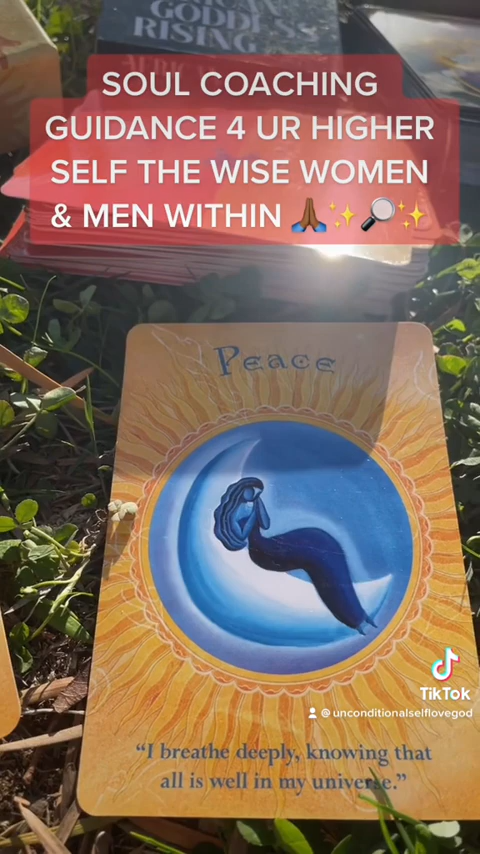 GODDESS
RISING
SOUL COACHING
GUIDANCE 4 UR HIGHER
SELF THE WISE WOMEN
& MEN WITHIN 🙏🏾✨🔎✨
Peace
TikTok
@unconditionalselflovegod
“I breathe deeply, knowing that
all is well in my universe.”